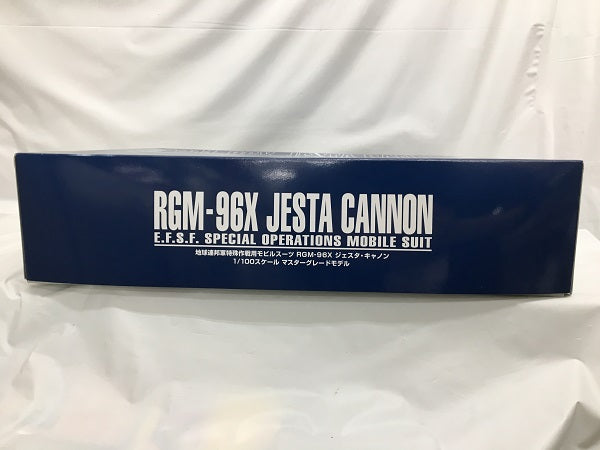 RGM-96X JESTA CANNON
E.F.S.F. SPECIAL OPERATIONS MOBILE SUIT
地球連邦軍特殊作戦用モビルスーツ RGM-96X ジェスタ・キャノン
1/100スケール マスターグレードモデル